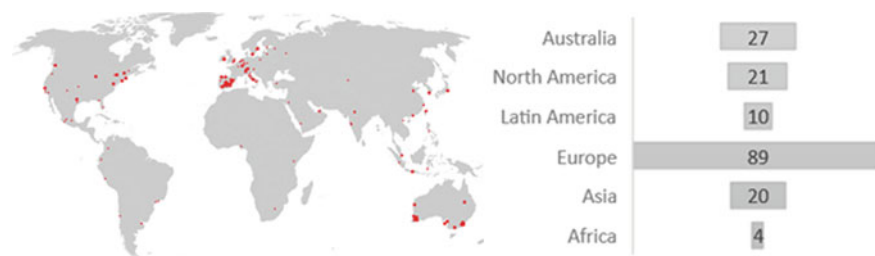 Australia 27
North America 21
Latin America 10
Europe 89
Asia 20
Africa 4